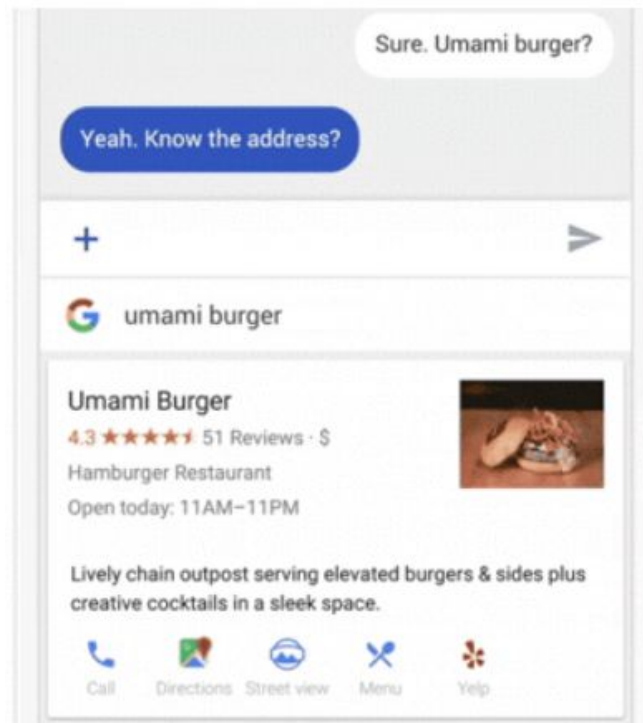 Sure. Umami burger?
Yeah. Know the address?
umami burger
Umami Burger
4.3 51 Reviews · $
Hamburger Restaurant
Open today: 11AM–11PM
Lively chain outpost serving elevated burgers & sides plus
creative cocktails in a sleek space.
Call Directions Street view Menu Yelp